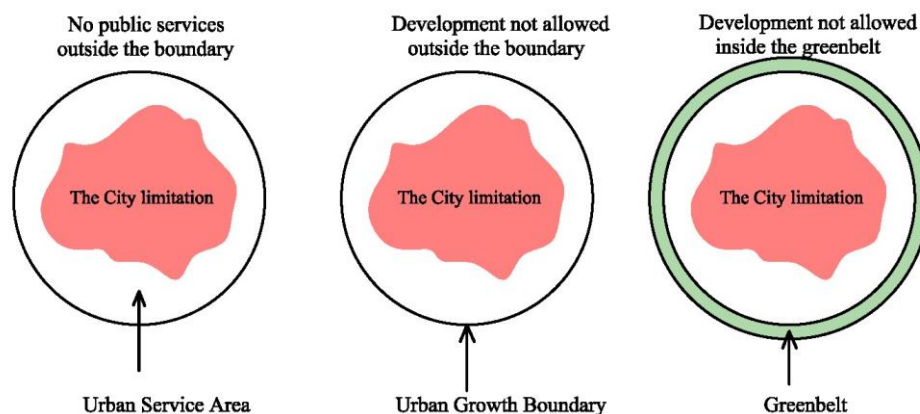 No public services
outside the boundary
Development not allowed
outside the boundary
Development not allowed
inside the greenbelt
The City limitation
The City limitation
The City limitation
Urban Service Area
Urban Growth Boundary
Greenbelt